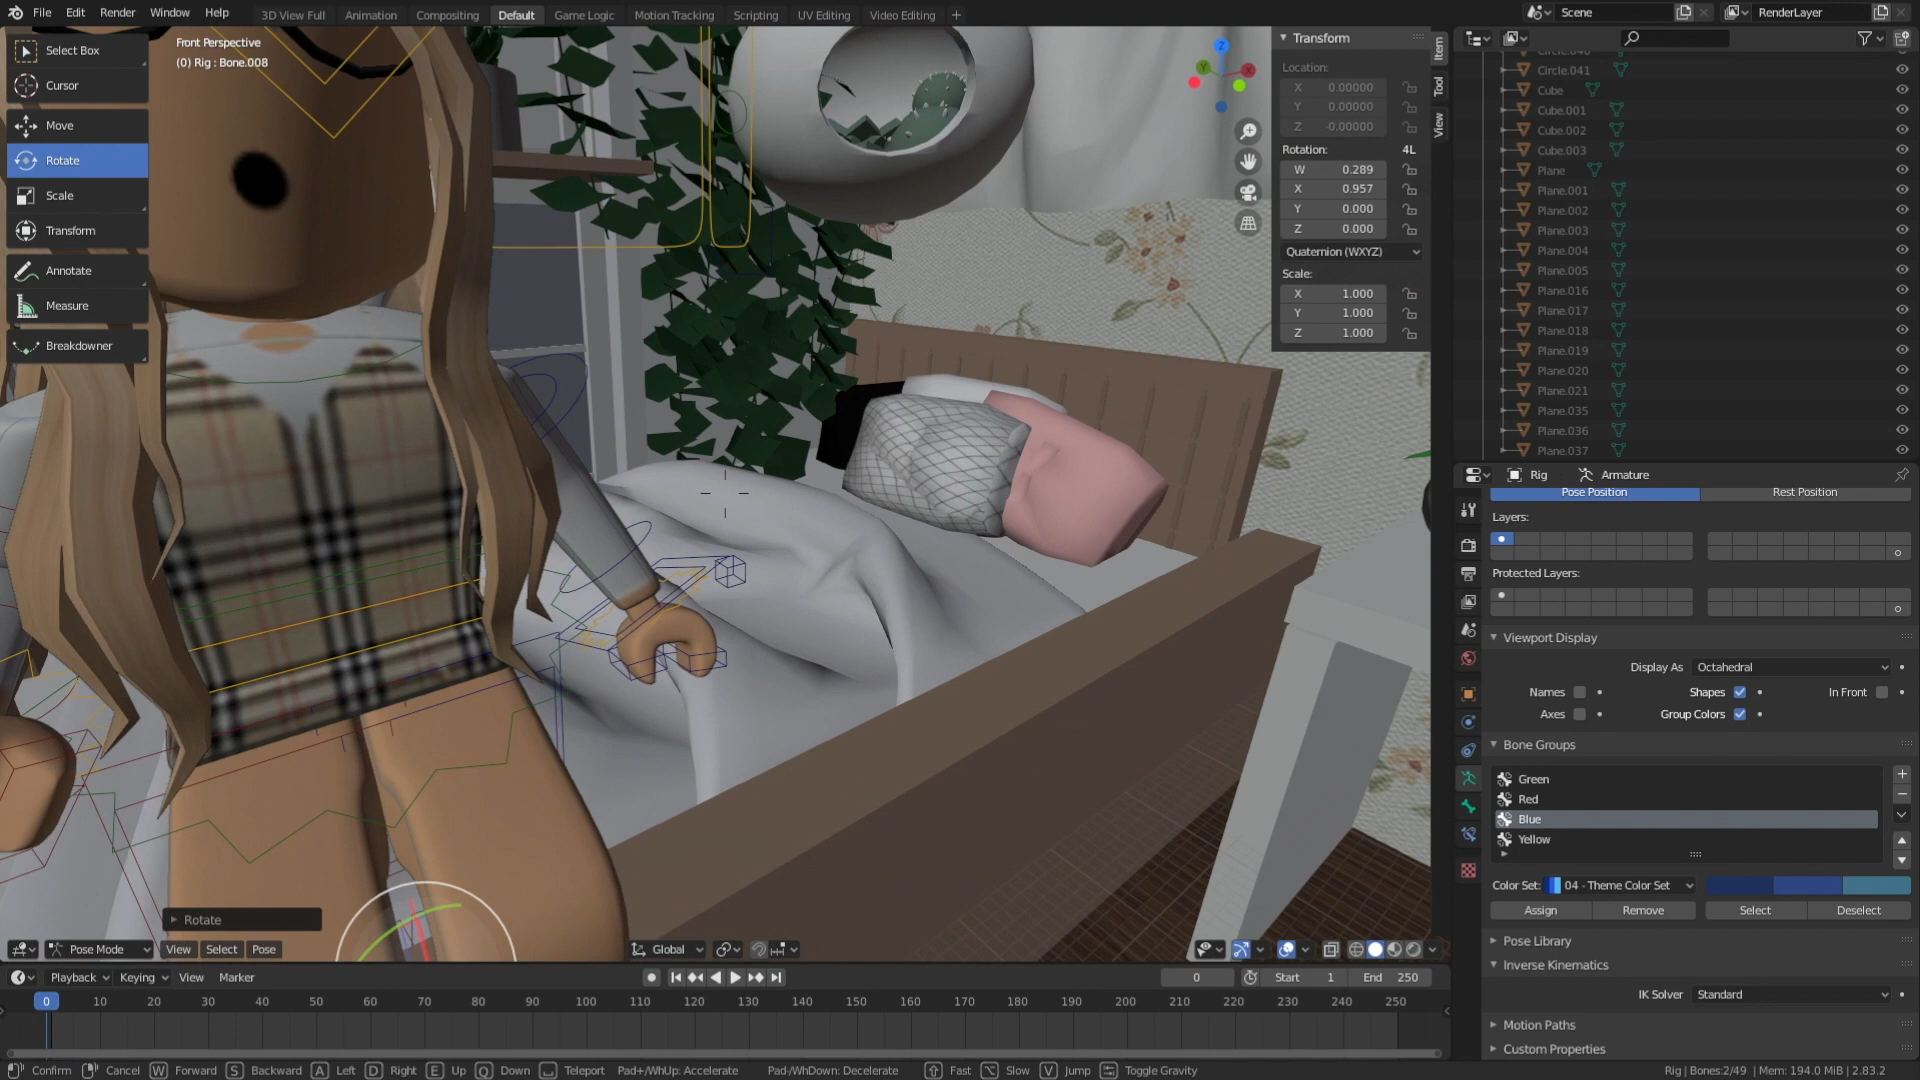 File Edit Render Window Help 3D View Full Animation Compositing Default Game Logic Motion Tracking Scripting UV Editing Video Editing + Scene RenderLayer
Select Box
Cursor
Move
Rotate
Scale
Transform
Annotate
Measure
Breakdowner
Front Perspective
(0) Rig : Bone.008
Z
Y
X
Transform
Location:
X 0.00000
Y 0.00000
Z -0.00000
Rotation: 4L
W 0.289
X 0.957
Y 0.000
Z 0.000
Quaternion (WXYZ)
Scale:
X 1.000
Y 1.000
Z 1.000
Item
Tool
View
Circle.040
Circle.041
Cube
Cube.001
Cube.002
Cube.003
Plane
Plane.001
Plane.002
Plane.003
Plane.004
Plane.005
Plane.016
Plane.017
Plane.018
Plane.019
Plane.020
Plane.021
Plane.035
Plane.036
Plane.037
Rig Armature
Pose Position Rest Position
Layers:
Protected Layers:
Viewport Display
Display As Octahedral
Names Shapes In Front
Axes Group Colors
Bone Groups
Green
Red
Blue
Yellow
Color Set: 04 - Theme Color Set
Assign Remove Select Deselect
Pose Library
Inverse Kinematics
IK Solver Standard
Motion Paths
Custom Properties
Rotate
Pose Mode View Select Pose Global
Playback Keying View Marker 0 Start 1 End 250
0 10 20 30 40 50 60 70 80 90 100 110 120 130 140 150 160 170 180 190 200 210 220 230 240 250
Confirm Cancel W Forward S Backward A Left D Right E Up Q Down Teleport Pad+/WhUp: Accelerate Pad-/WhDown: Decelerate Fast Slow V Jump Toggle Gravity Rig | Bones:2/49 | Mem: 194.0 MiB | 2.83.2